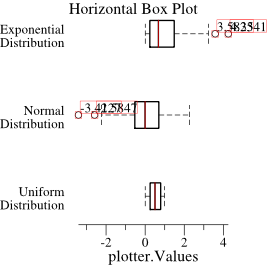 Horizontal Box Plot
Exponential
Distribution
Normal
Distribution
Uniform
Distribution
-2 0 2 4
plotter.Values